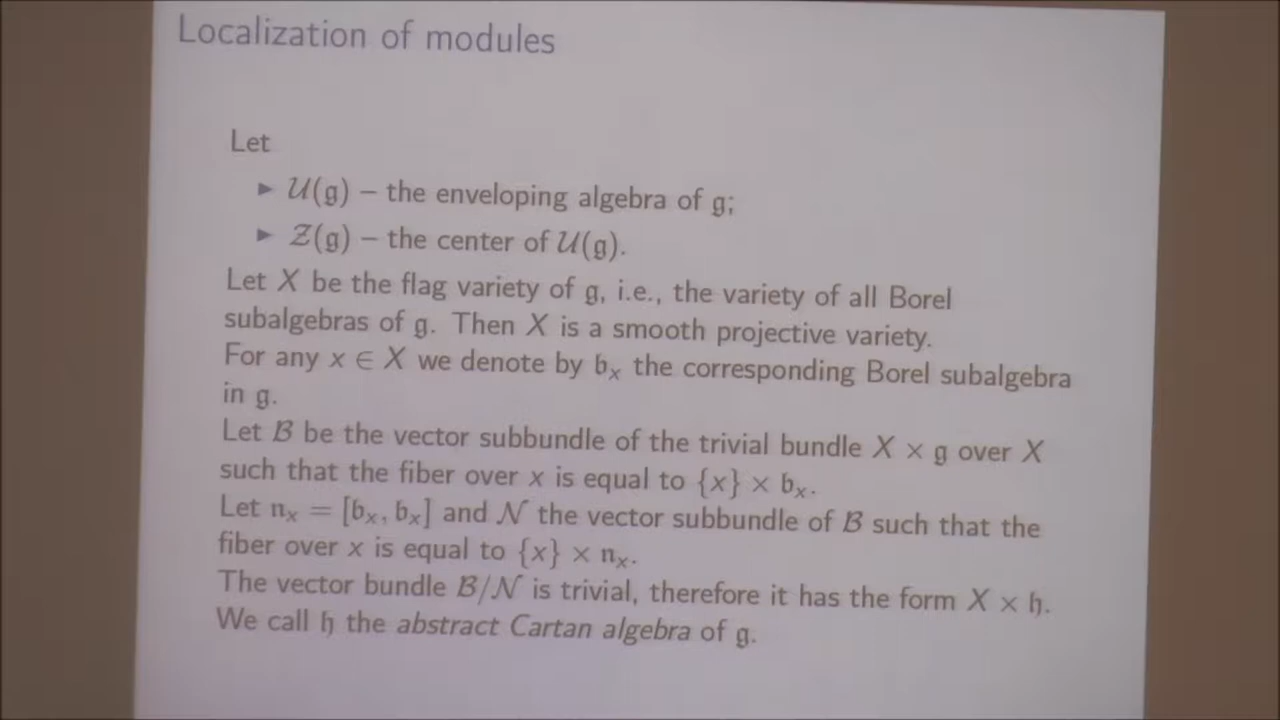 Localization of modules
Let
▶ 𝒰(𝔤) – the enveloping algebra of 𝔤;
▶ 𝒵(𝔤) – the center of 𝒰(𝔤).
Let X be the flag variety of 𝔤, i.e., the variety of all Borel
subalgebras of 𝔤. Then X is a smooth projective variety.
For any x ∈ X we denote by 𝔟ₓ the corresponding Borel subalgebra
in 𝔤.
Let ℬ be the vector subbundle of the trivial bundle X × 𝔤 over X
such that the fiber over x is equal to {x} × 𝔟ₓ.
Let 𝔫ₓ = [𝔟ₓ, 𝔟ₓ] and 𝒩 the vector subbundle of ℬ such that the
fiber over x is equal to {x} × 𝔫ₓ.
The vector bundle ℬ/𝒩 is trivial, therefore it has the form X × 𝔥.
We call 𝔥 the abstract Cartan algebra of 𝔤.